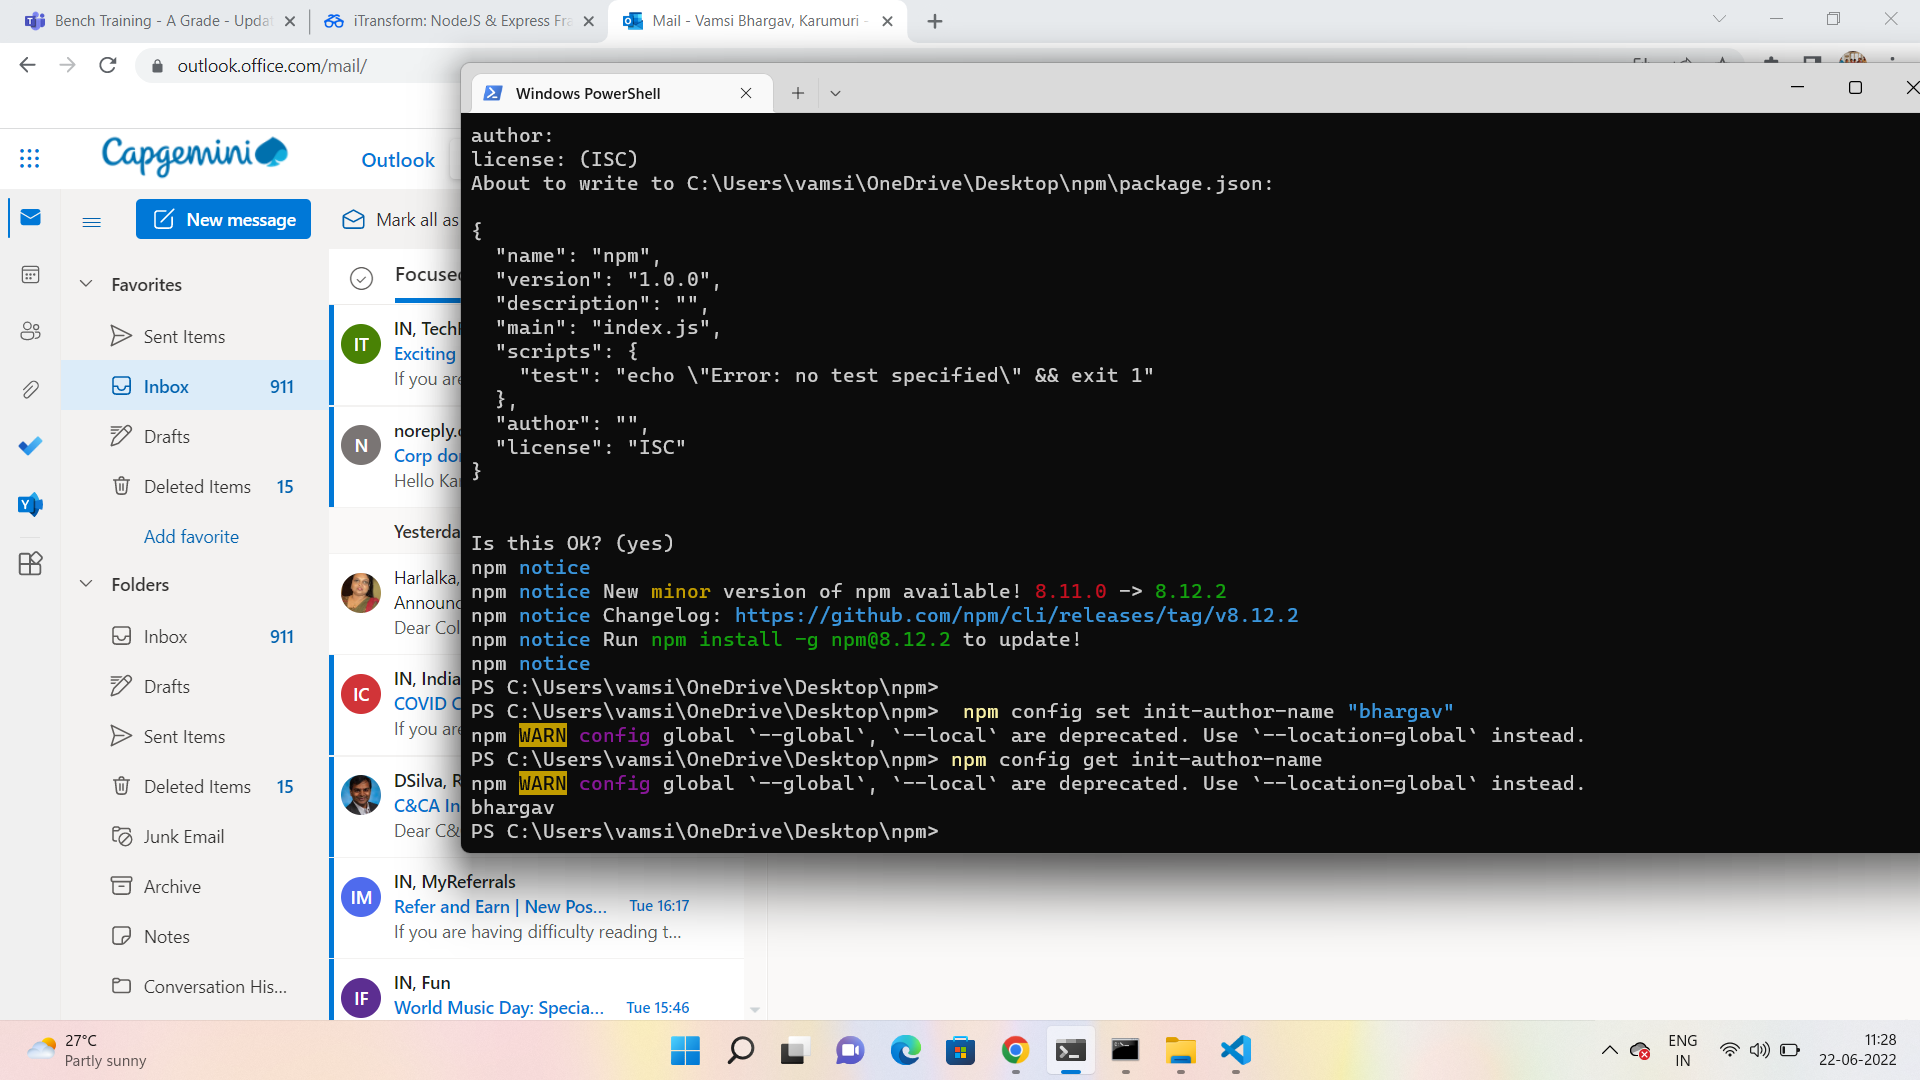 Bench Training - A Grade - Updat
iTransform: NodeJS & Express Fra
Mail - Vamsi Bhargav, Karumuri -
outlook.office.com/mail/
Windows PowerShell
Capgemini
Outlook
New message
Mark all as
Favorites
Sent Items
Inbox 911
Drafts
Deleted Items 15
Add favorite
Folders
Inbox 911
Drafts
Sent Items
Deleted Items 15
Junk Email
Archive
Notes
Conversation His...
Focused
IT
IN, Tech
Exciting
If you are
N
noreply.
Corp do
Hello Ka
Yesterda
Harlalka,
Announc
Dear Col
IC
IN, India
COVID
If you are
DSilva, R
C&CA In
Dear C&
IM
IN, MyReferrals
Refer and Earn | New Pos... Tue 16:17
If you are having difficulty reading t...
IF
IN, Fun
World Music Day: Specia... Tue 15:46
author:
license: (ISC)
About to write to C:\Users\vamsi\OneDrive\Desktop\npm\package.json:
{
"name": "npm",
"version": "1.0.0",
"description": "",
"main": "index.js",
"scripts": {
"test": "echo \"Error: no test specified\" && exit 1"
},
"author": "",
"license": "ISC"
}
Is this OK? (yes)
npm notice
npm notice New minor version of npm available! 8.11.0 -> 8.12.2
npm notice Changelog: https://github.com/npm/cli/releases/tag/v8.12.2
npm notice Run npm install -g npm@8.12.2 to update!
npm notice
PS C:\Users\vamsi\OneDrive\Desktop\npm>
PS C:\Users\vamsi\OneDrive\Desktop\npm>  npm config set init-author-name "bhargav"
npm WARN config global `--global`, `--local` are deprecated. Use `--location=global` instead.
PS C:\Users\vamsi\OneDrive\Desktop\npm> npm config get init-author-name
npm WARN config global `--global`, `--local` are deprecated. Use `--location=global` instead.
bhargav
PS C:\Users\vamsi\OneDrive\Desktop\npm>
27°C
Partly sunny
ENG
IN
11:28
22-06-2022